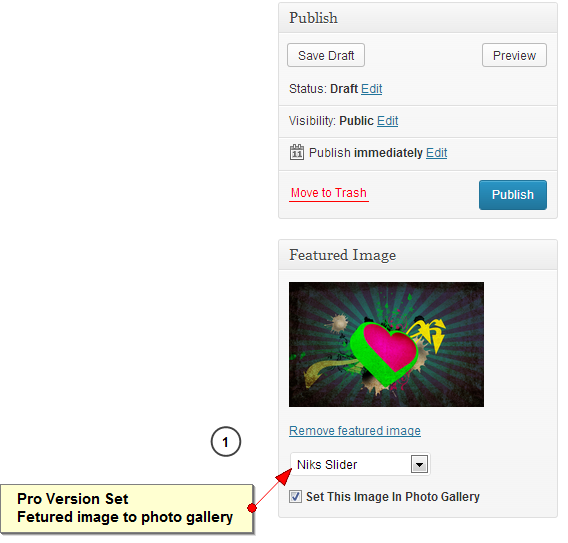 Publish
Save Draft Preview
Status: Draft Edit
Visibility: Public Edit
11 Publish immediately Edit
Move to Trash Publish
Featured Image
Remove featured image
1
Niks Slider
Pro Version Set
Fetured image to photo gallery
Set This Image In Photo Gallery